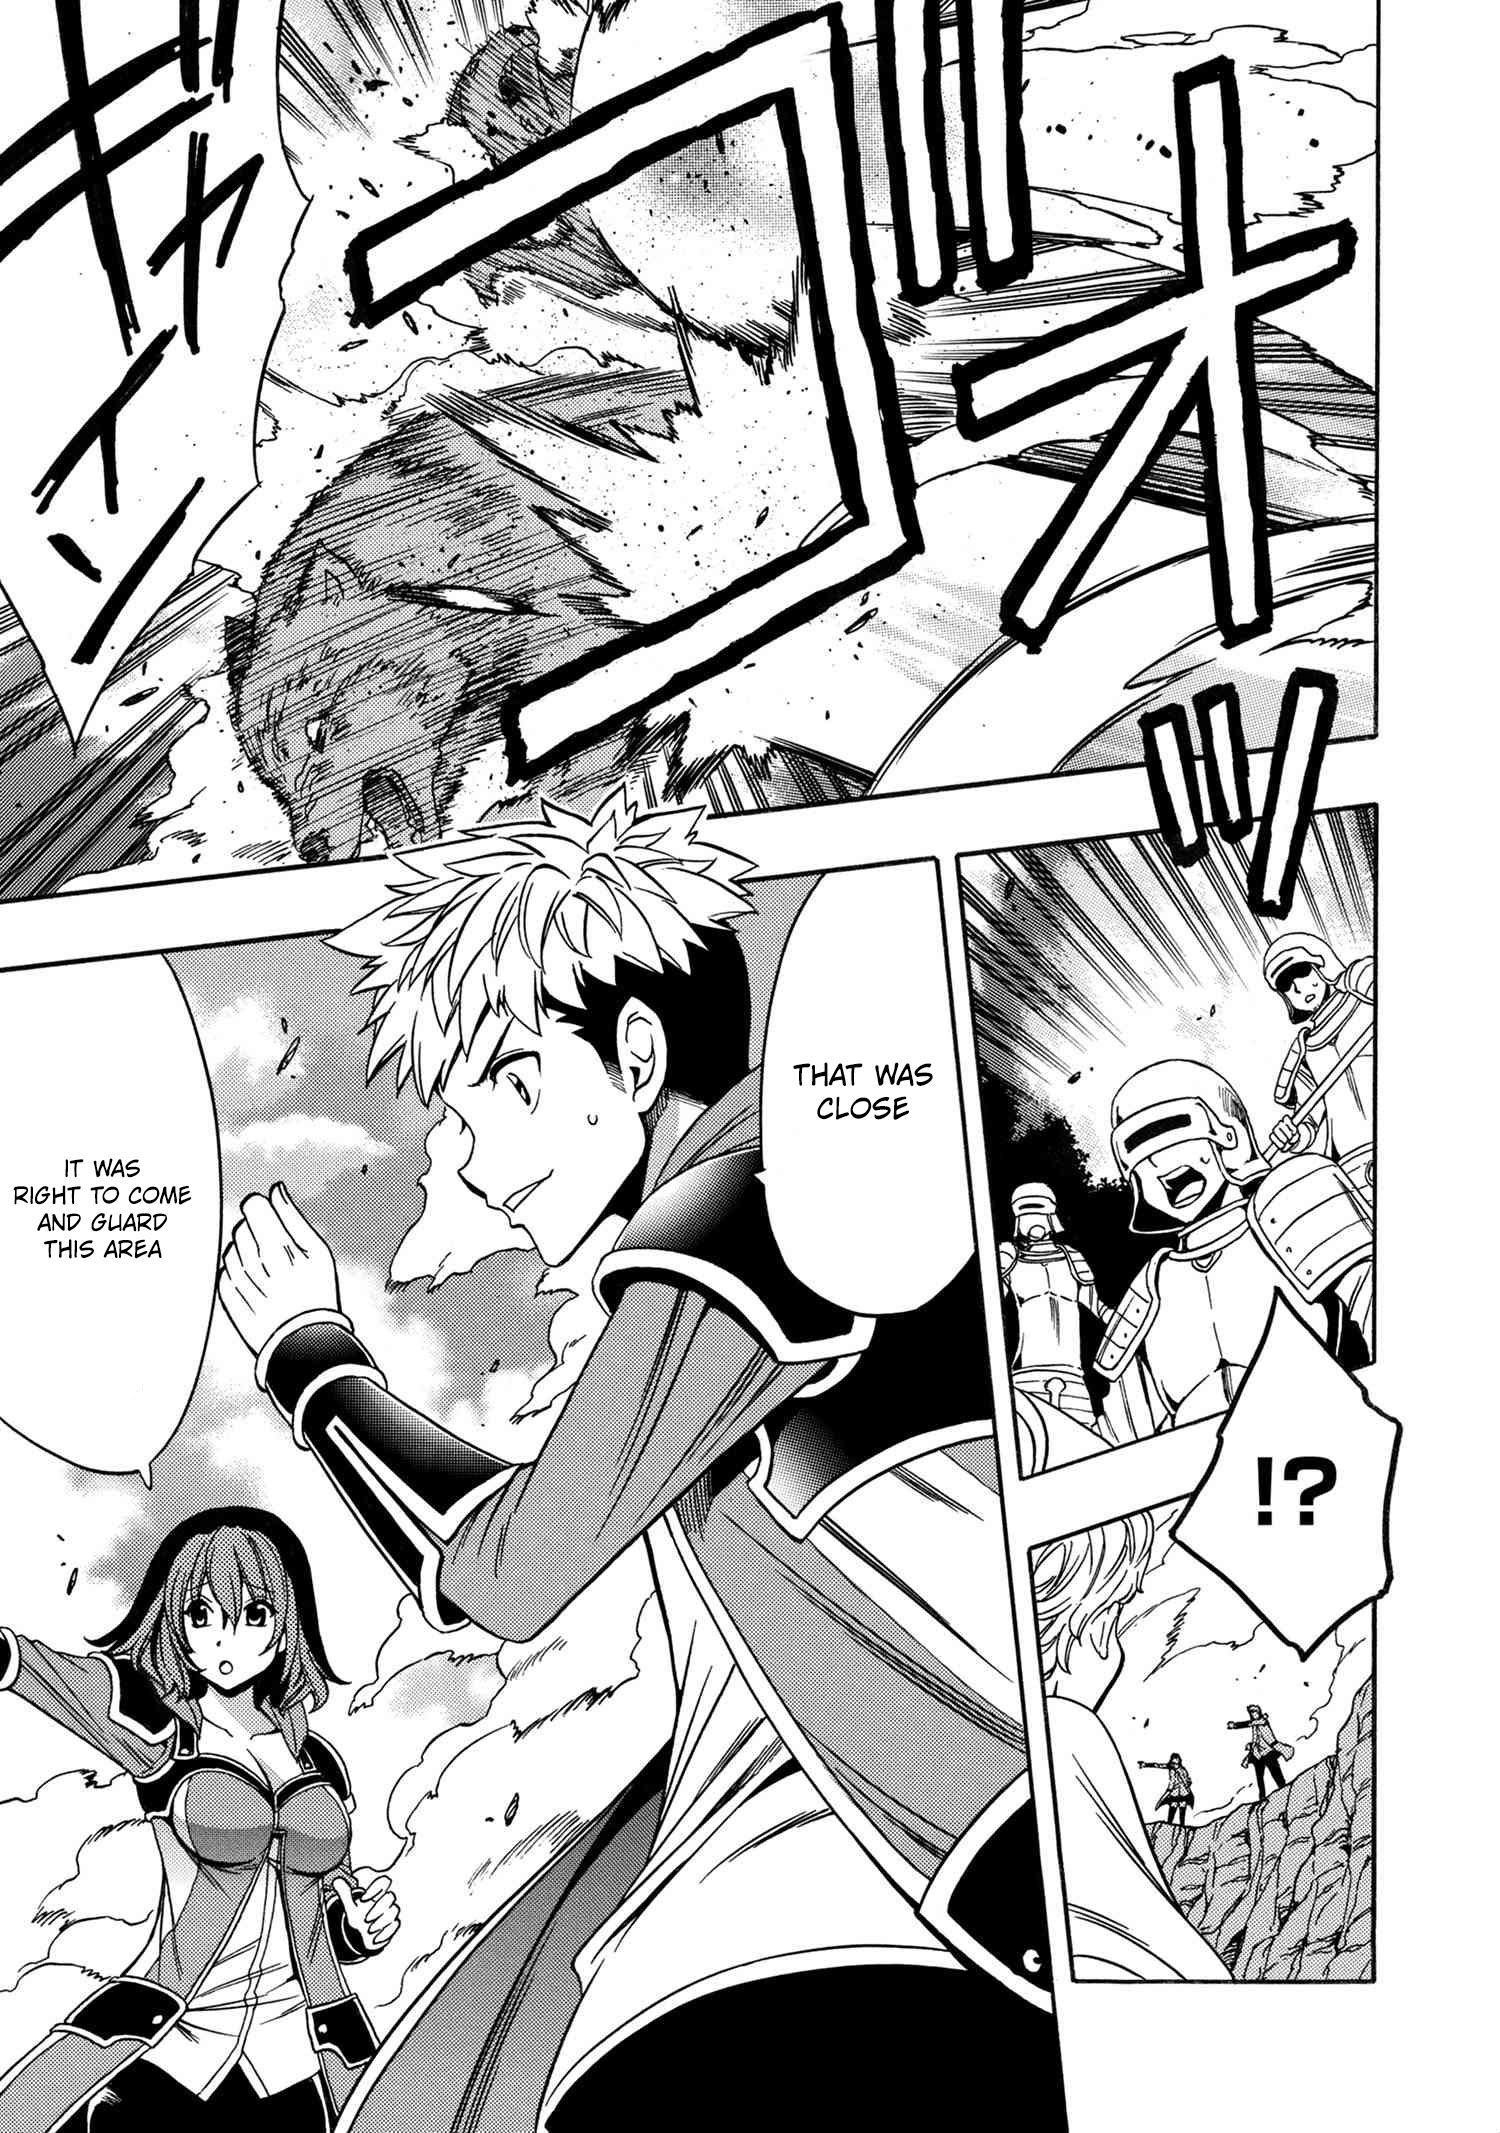 ゴオッ
ギャイン
!?
THAT WAS
CLOSE
IT WAS
RIGHT TO COME
AND GUARD
THIS AREA